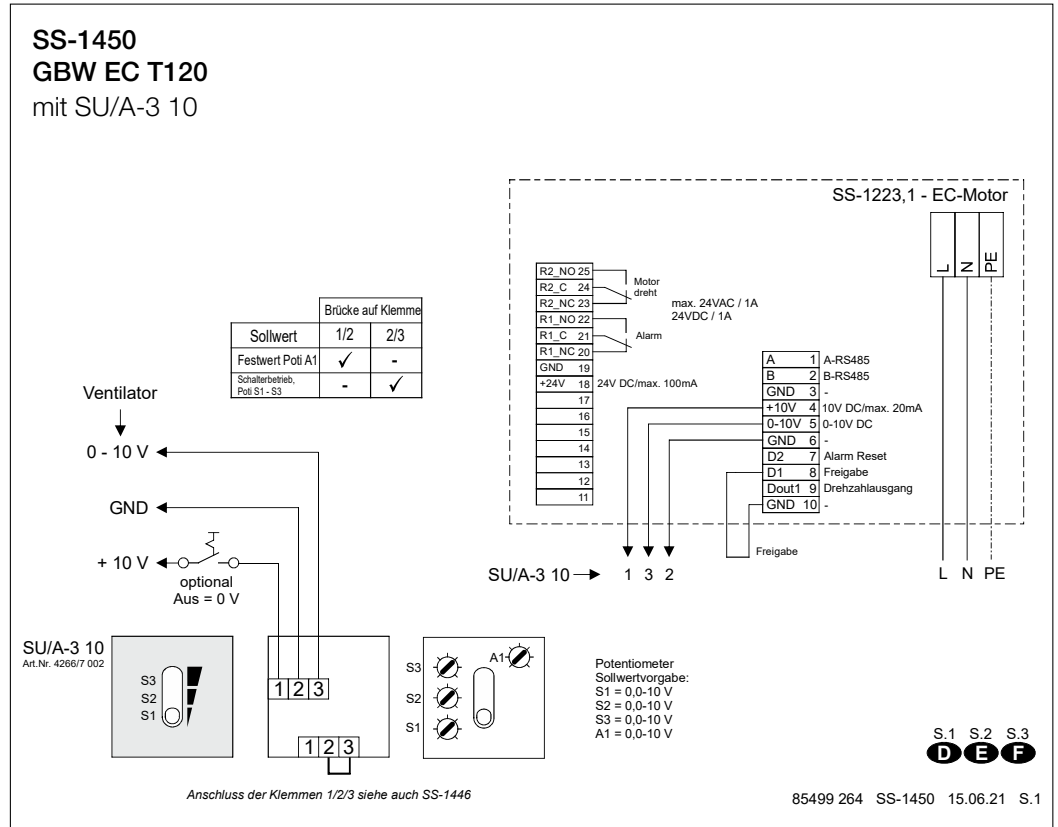 SS-1450
GBW EC T120
mit SU/A-3 10
SS-1223,1 - EC-Motor
L
N
PE
R2_NO 25
R2_C 24
R2_NC 23
R1_NO 22
R1_C 21
R1_NC 20
GND 19
+24V 18
17
16
15
14
13
12
11
Motor
dreht
max. 24VAC / 1A
24VDC / 1A
Alarm
24V DC/max. 100mA
A 1 A-RS485
B 2 B-RS485
GND 3 -
+10V 4 10V DC/max. 20mA
0-10V 5 0-10V DC
GND 6 -
D2 7 Alarm Reset
D1 8 Freigabe
Dout1 9 Drehzahlausgang
GND 10 -
Freigabe
SU/A-3 10
1 3 2
L N PE
Brücke auf Klemme
Sollwert 1/2 2/3
Festwert Poti A1 ✓ -
Schalterbetrieb,
Poti S1 - S3 - ✓
Ventilator
0 - 10 V
GND
+ 10 V
optional
Aus = 0 V
SU/A-3 10
Art.Nr. 4266/7 002
S3
S2
S1
1 2 3
1 2 3
A1
S3
S2
S1
Potentiometer
Sollwertvorgabe:
S1 = 0,0-10 V
S2 = 0,0-10 V
S3 = 0,0-10 V
A1 = 0,0-10 V
Anschluss der Klemmen 1/2/3 siehe auch SS-1446
S.1 S.2 S.3
D E F
85499 264 SS-1450 15.06.21 S.1